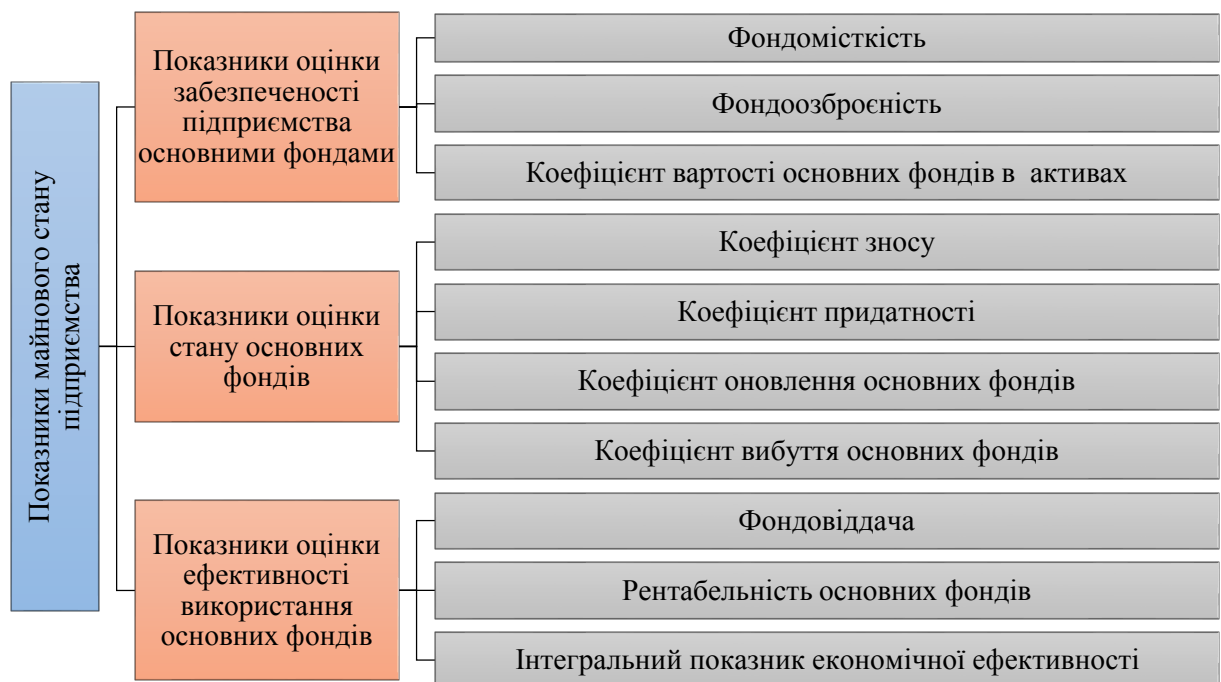 Показники майнового стану
підприємства
Показники оцінки
забезпеченості
підприємства
основними фондами
Фондомісткість
Фондоозброєність
Коефіцієнт вартості основних фондів в активах
Показники оцінки
стану основних
фондів
Коефіцієнт зносу
Коефіцієнт придатності
Коефіцієнт оновлення основних фондів
Коефіцієнт вибуття основних фондів
Показники оцінки
ефективності
використання
основних фондів
Фондовіддача
Рентабельність основних фондів
Інтегральний показник економічної ефективності